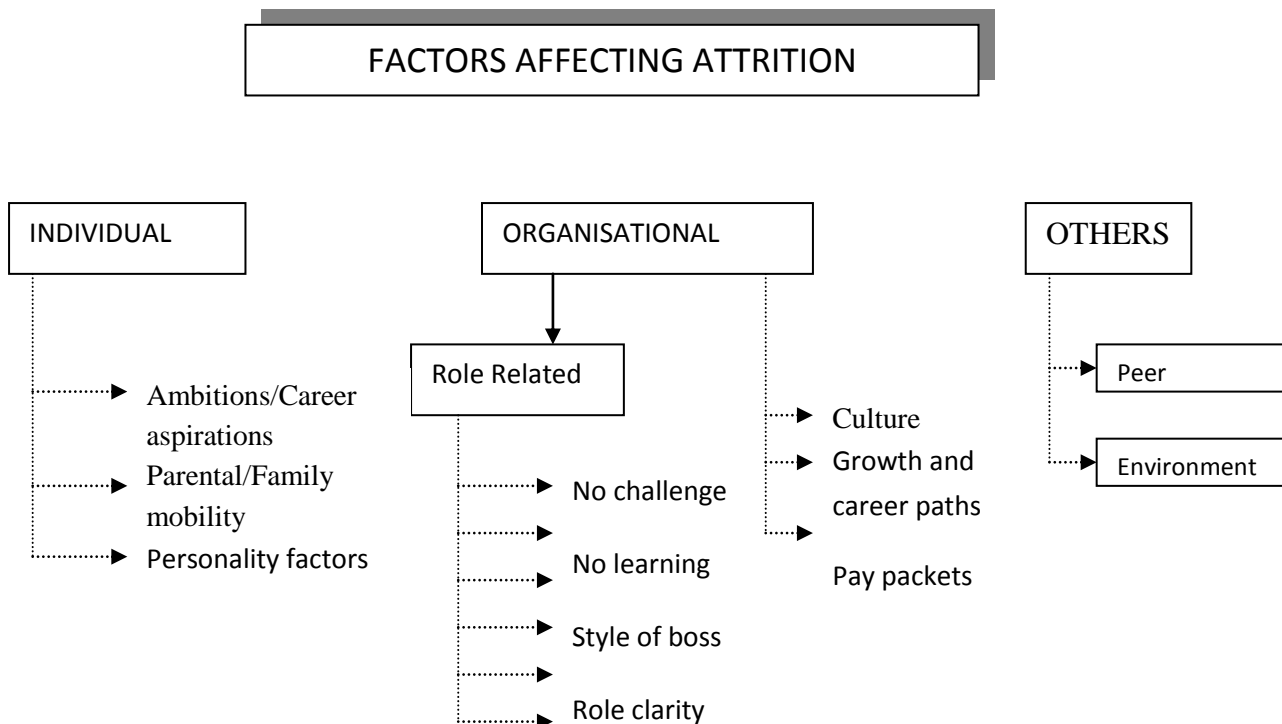 FACTORS AFFECTING ATTRITION
INDIVIDUAL
Ambitions/Career
aspirations
Parental/Family
mobility
Personality factors
ORGANISATIONAL
Role Related
No challenge
No learning
Style of boss
Role clarity
Culture
Growth and
career paths
Pay packets
OTHERS
Peer
Environment